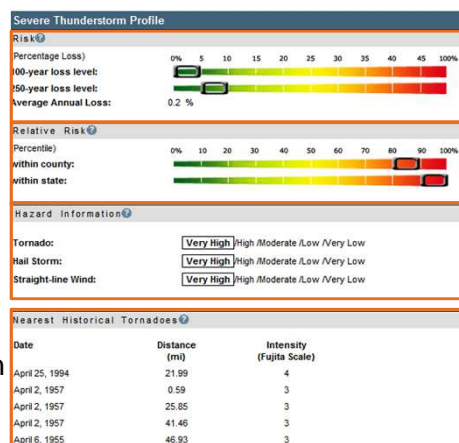 Severe Thunderstorm Profile
Risk
(Percentage Loss) 0% 5 10 15 20 25 30 35 40 45 100%
100-year loss level:
250-year loss level:
Average Annual Loss: 0.2 %
Relative Risk
(Percentile) 0% 10 20 30 40 50 60 70 80 90 100%
within county:
within state:
Hazard Information
Tornado: Very High /High /Moderate /Low /Very Low
Hail Storm: Very High /High /Moderate /Low /Very Low
Straight-line Wind: Very High /High /Moderate /Low /Very Low
Nearest Historical Tornadoes
Date Distance (mi) Intensity (Fujita Scale)
April 25, 1994 21.99 4
April 2, 1957 0.59 3
April 2, 1957 25.85 3
April 2, 1957 41.46 3
April 6, 1955 46.93 3